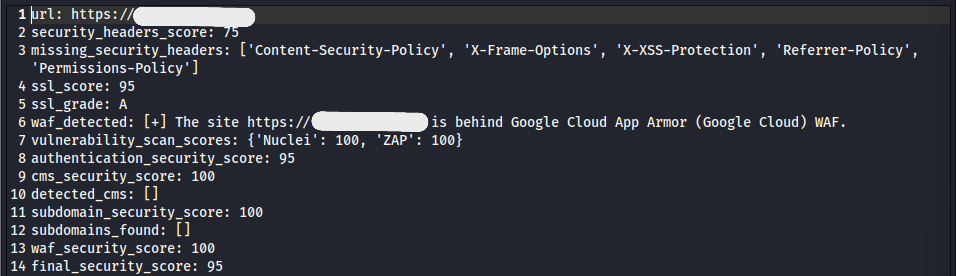 1 url: https://
2 security_headers_score: 75
3 missing_security_headers: ['Content-Security-Policy', 'X-Frame-Options', 'X-XSS-Protection', 'Referrer-Policy',
'Permissions-Policy']
4 ssl_score: 95
5 ssl_grade: A
6 waf_detected: [+] The site https:// is behind Google Cloud App Armor (Google Cloud) WAF.
7 vulnerability_scan_scores: {'Nuclei': 100, 'ZAP': 100}
8 authentication_security_score: 95
9 cms_security_score: 100
10 detected_cms: []
11 subdomain_security_score: 100
12 subdomains_found: []
13 waf_security_score: 100
14 final_security_score: 95